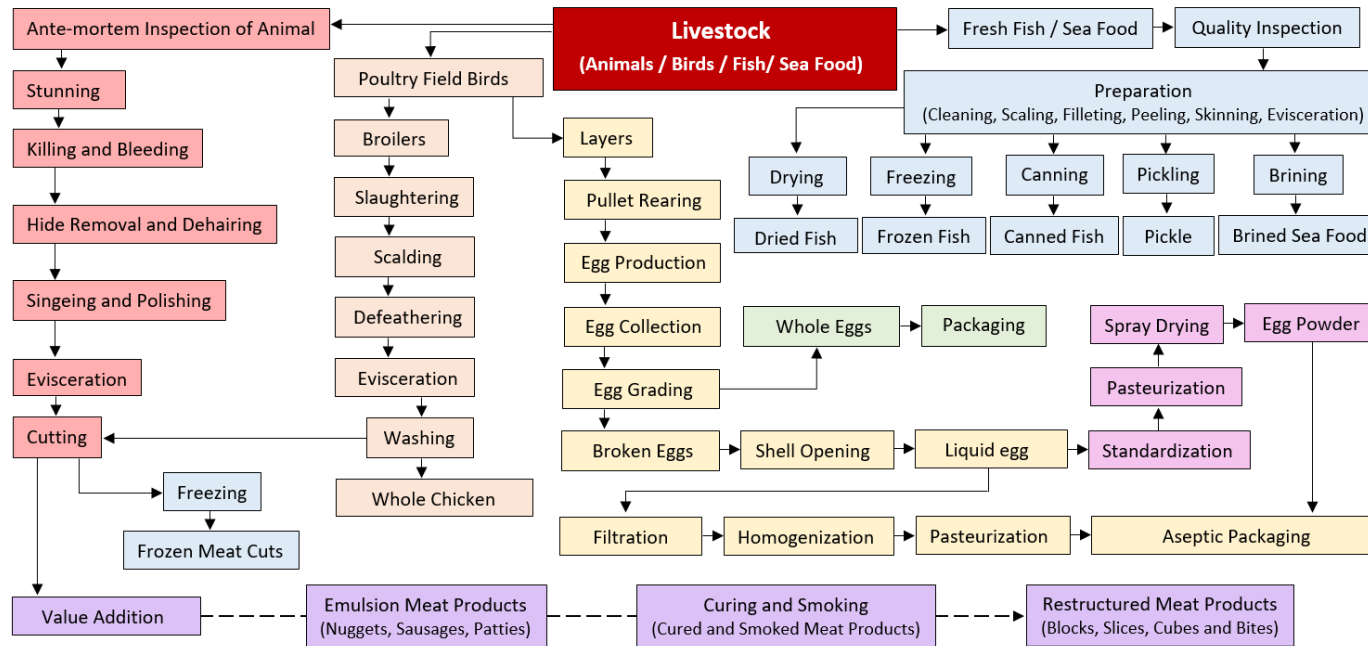 Ante-mortem Inspection of Animal
Livestock
(Animals / Birds / Fish/ Sea Food)
Fresh Fish / Sea Food
Quality Inspection
Stunning
Poultry Field Birds
Preparation
(Cleaning, Scaling, Filleting, Peeling, Skinning, Evisceration)
Killing and Bleeding
Broilers
Layers
Drying
Freezing
Canning
Pickling
Brining
Hide Removal and Dehairing
Slaughtering
Pullet Rearing
Dried Fish
Frozen Fish
Canned Fish
Pickle
Brined Sea Food
Scalding
Egg Production
Singeing and Polishing
Defeathering
Egg Collection
Whole Eggs
Packaging
Spray Drying
Egg Powder
Evisceration
Evisceration
Egg Grading
Pasteurization
Cutting
Washing
Broken Eggs
Shell Opening
Liquid egg
Standardization
Freezing
Whole Chicken
Frozen Meat Cuts
Filtration
Homogenization
Pasteurization
Aseptic Packaging
Value Addition
Emulsion Meat Products
(Nuggets, Sausages, Patties)
Curing and Smoking
(Cured and Smoked Meat Products)
Restructured Meat Products
(Blocks, Slices, Cubes and Bites)